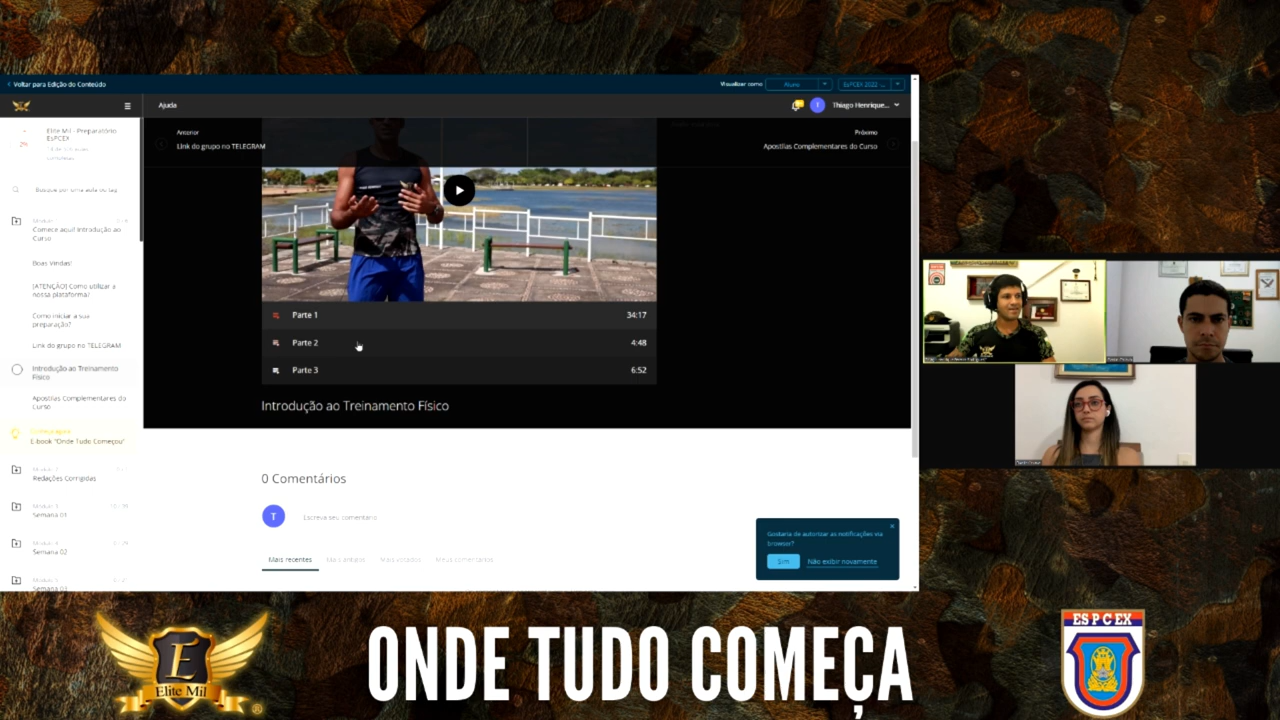 Voltar para Edição do Conteúdo
Visualizar como
Aluno
EsPCEX 2022 -...
Ajuda
Thiago Henrique...
Anterior
Link do grupo no TELEGRAM
Próximo
Apostilas Complementares do Curso
Elite Mil - Preparatório
EsPCEX
Busque por uma aula ou tag
Comece aqui! Introdução ao
Curso
Boas Vindas!
[ATENÇÃO] Como utilizar a
nossa plataforma?
Como iniciar a sua
preparação?
Link do grupo no TELEGRAM
Introdução ao Treinamento
Físico
Apostilas Complementares do
Curso
E-book "Onde Tudo Começou"
Redações Corrigidas
Semana 01
Semana 02
Semana 03
Parte 1 34:17
Parte 2 4:48
Parte 3 6:52
Introdução ao Treinamento Físico
0 Comentários
T
Escreva seu comentário
Mais recentes Mais antigos Mais votados Meus comentários
Gostaria de autorizar as notificações via
browser?
Sim
Não exibir novamente
E
Elite Mil
ONDE TUDO COMEÇA
ESPCEX